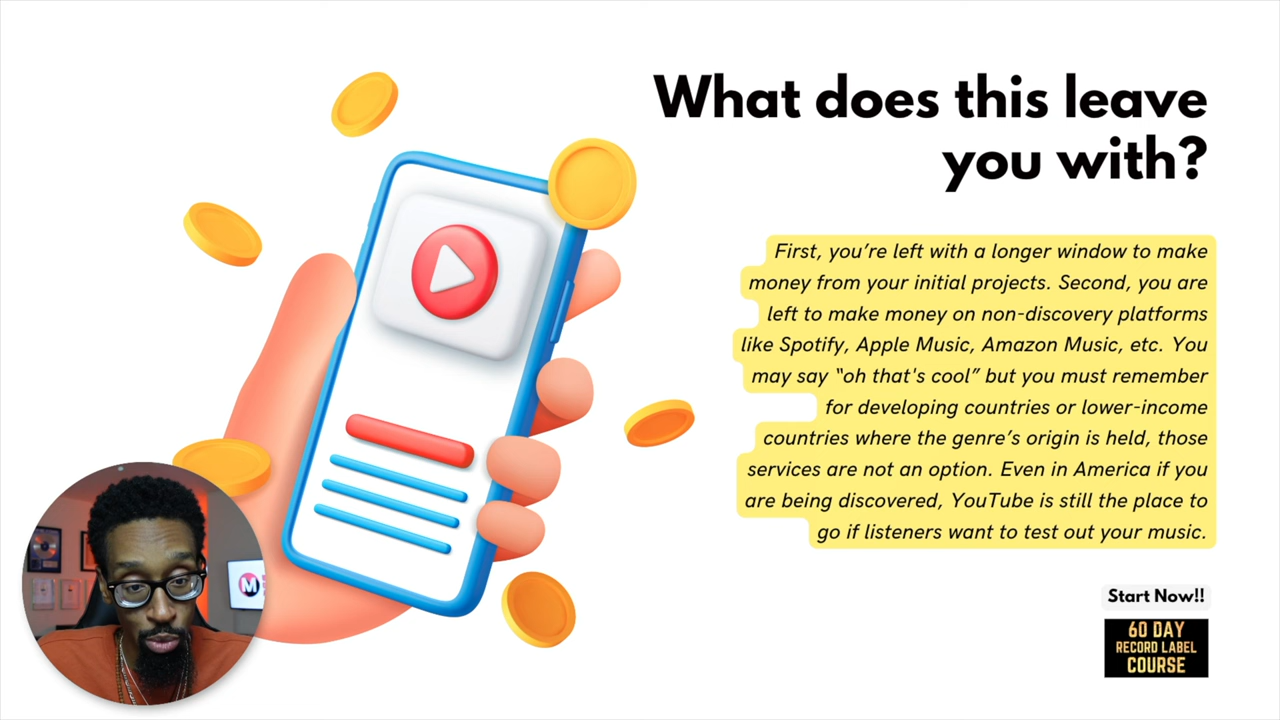 What does this leave
you with?
First, you're left with a longer window to make
money from your initial projects. Second, you are
left to make money on non-discovery platforms
like Spotify, Apple Music, Amazon Music, etc. You
may say "oh that's cool” but you must remember
for developing countries or lower-income
countries where the genre's origin is held, those
services are not an option. Even in America if you
are being discovered, YouTube is still the place to
go if listeners want to test out your music.
Start Now!!
60 DAY
RECORD LABEL
COURSE
M